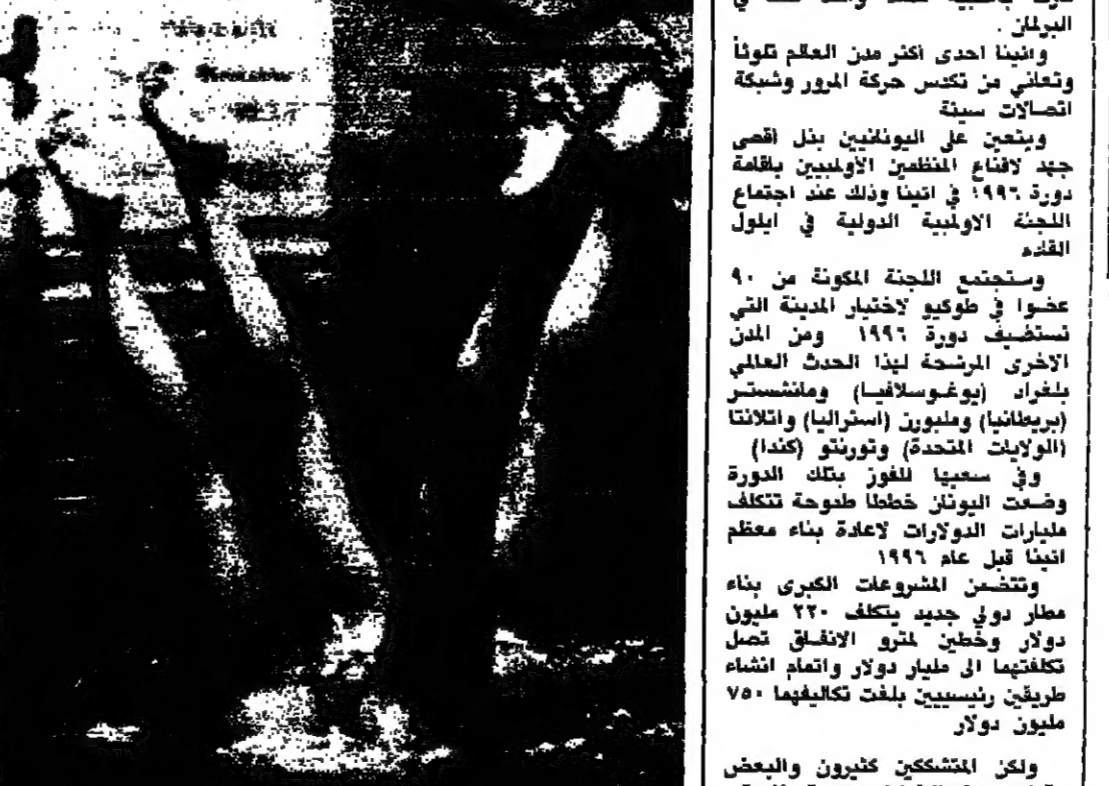 البرلمان .
واثينا احدى اكثر مدن العالم تلوثاً
وتعاني من تكدس حركة المرور وشبكة
اتصالات سيئة
ويتعين على اليونانيين بذل اقصى
جهد لاقناع المنظمين الأولمبيين باقامة
دورة ١٩٩٦ في اثينا وذلك عند اجتماع
اللجنة الاولمبية الدولية في ايلول
القادم
وستجتمع اللجنة المكونة من ٩٠
عضوا في طوكيو لاختيار المدينة التي
تستضيف دورة ١٩٩٦ ومن المدن
الاخرى المرشحة لهذا الحدث العالمي
بلغراد (يوغوسلافيا) ومانشستر
(بريطانيا) وملبورن (استراليا) واتلانتا
(الولايات المتحدة) وتورنتو (كندا)
وفي سعيها للفوز بتلك الدورة
وضعت اليونان خططا طموحة تتكلف
مليارات الدولارات لاعادة بناء معظم
اثينا قبل عام ١٩٩٦
وتتضمن المشروعات الكبرى بناء
مطار دولي جديد يتكلف ٢٢٠ مليون
دولار وخطين لمترو الانفاق تصل
تكلفتهما الى مليار دولار واتمام انشاء
طريقين رئيسيين بلغت تكاليفهما ٧٥٠
مليون دولار
ولكن المتشككين كثيرون والبعض